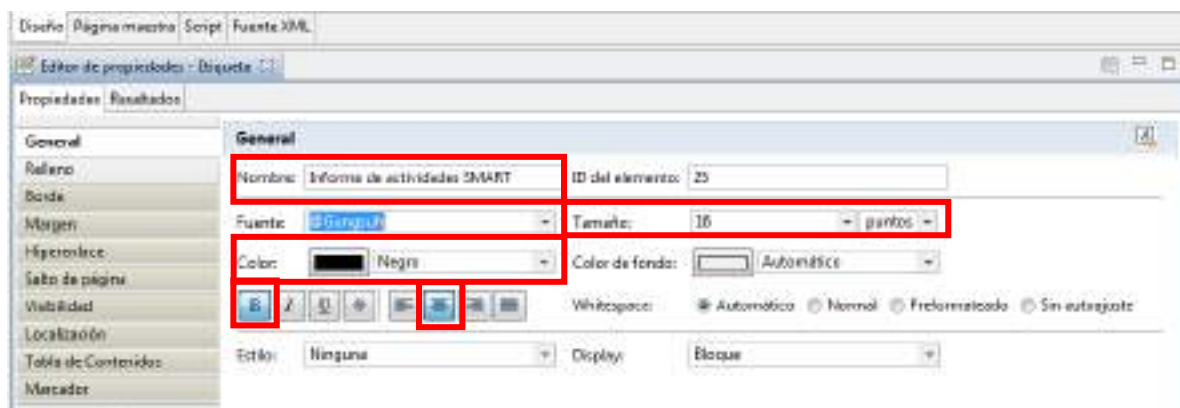 Diseño Página maestra Script Fuente XML
Editor de propiedades - Etiqueta
Propiedades Resultados
General
Relleno
Borde
Margen
Hiperenlace
Salto de página
Visibilidad
Localización
Tabla de Contenidos
Marcador
General
Nombre: Informe de actividades SMART ID del elemento: 25
Fuente: Tamaño: 16 puntos
Color: Negro Color de fondo: Automático
B I U Whitespace: Automático Normal Preformateado Sin autoajuste
Estilo: Ninguna Display: Bloque